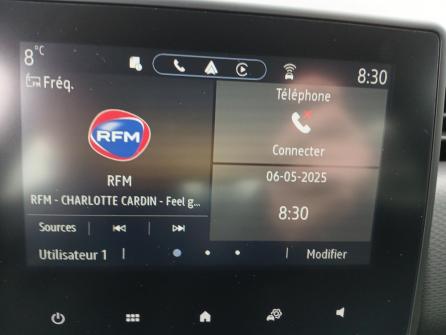 8°C
8:30
Fréq.
RFM
RFM
RFM - CHARLOTTE CARDIN - Feel g...
Sources
Téléphone
Connecter
06-05-2025
8:30
Utilisateur 1
Modifier